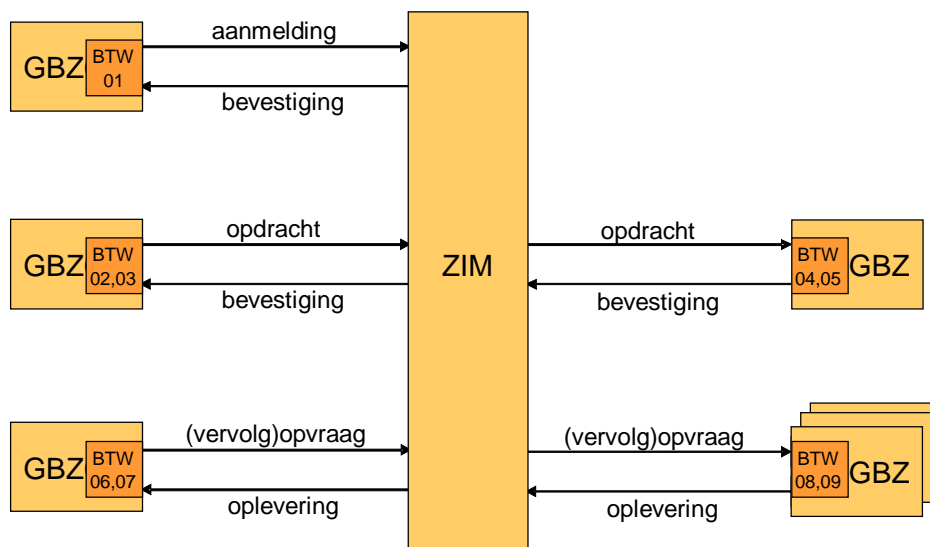 aanmelding
GBZ
BTW
01
bevestiging
opdracht
GBZ
BTW
02,03
bevestiging
ZIM
opdracht
BTW
04,05
GBZ
bevestiging
(vervolg)opvraag
GBZ
BTW
06,07
oplevering
(vervolg)opvraag
BTW
08,09
GBZ
oplevering